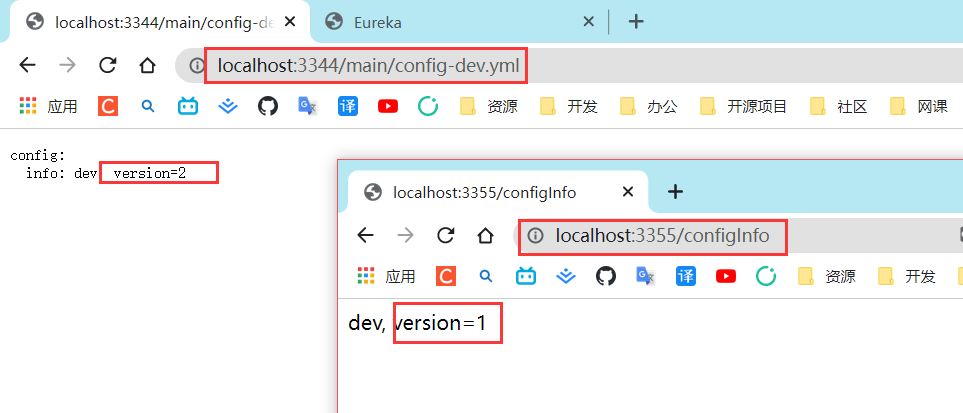 localhost:3344/main/config-de
Eureka
localhost:3344/main/config-dev.yml
应用 C 译 资源 开发 办公 开源项目 社区 网课
config:
info: dev, version=2
localhost:3355/configInfo
localhost:3355/configInfo
应用 C 译 资源 开发
dev, version=1